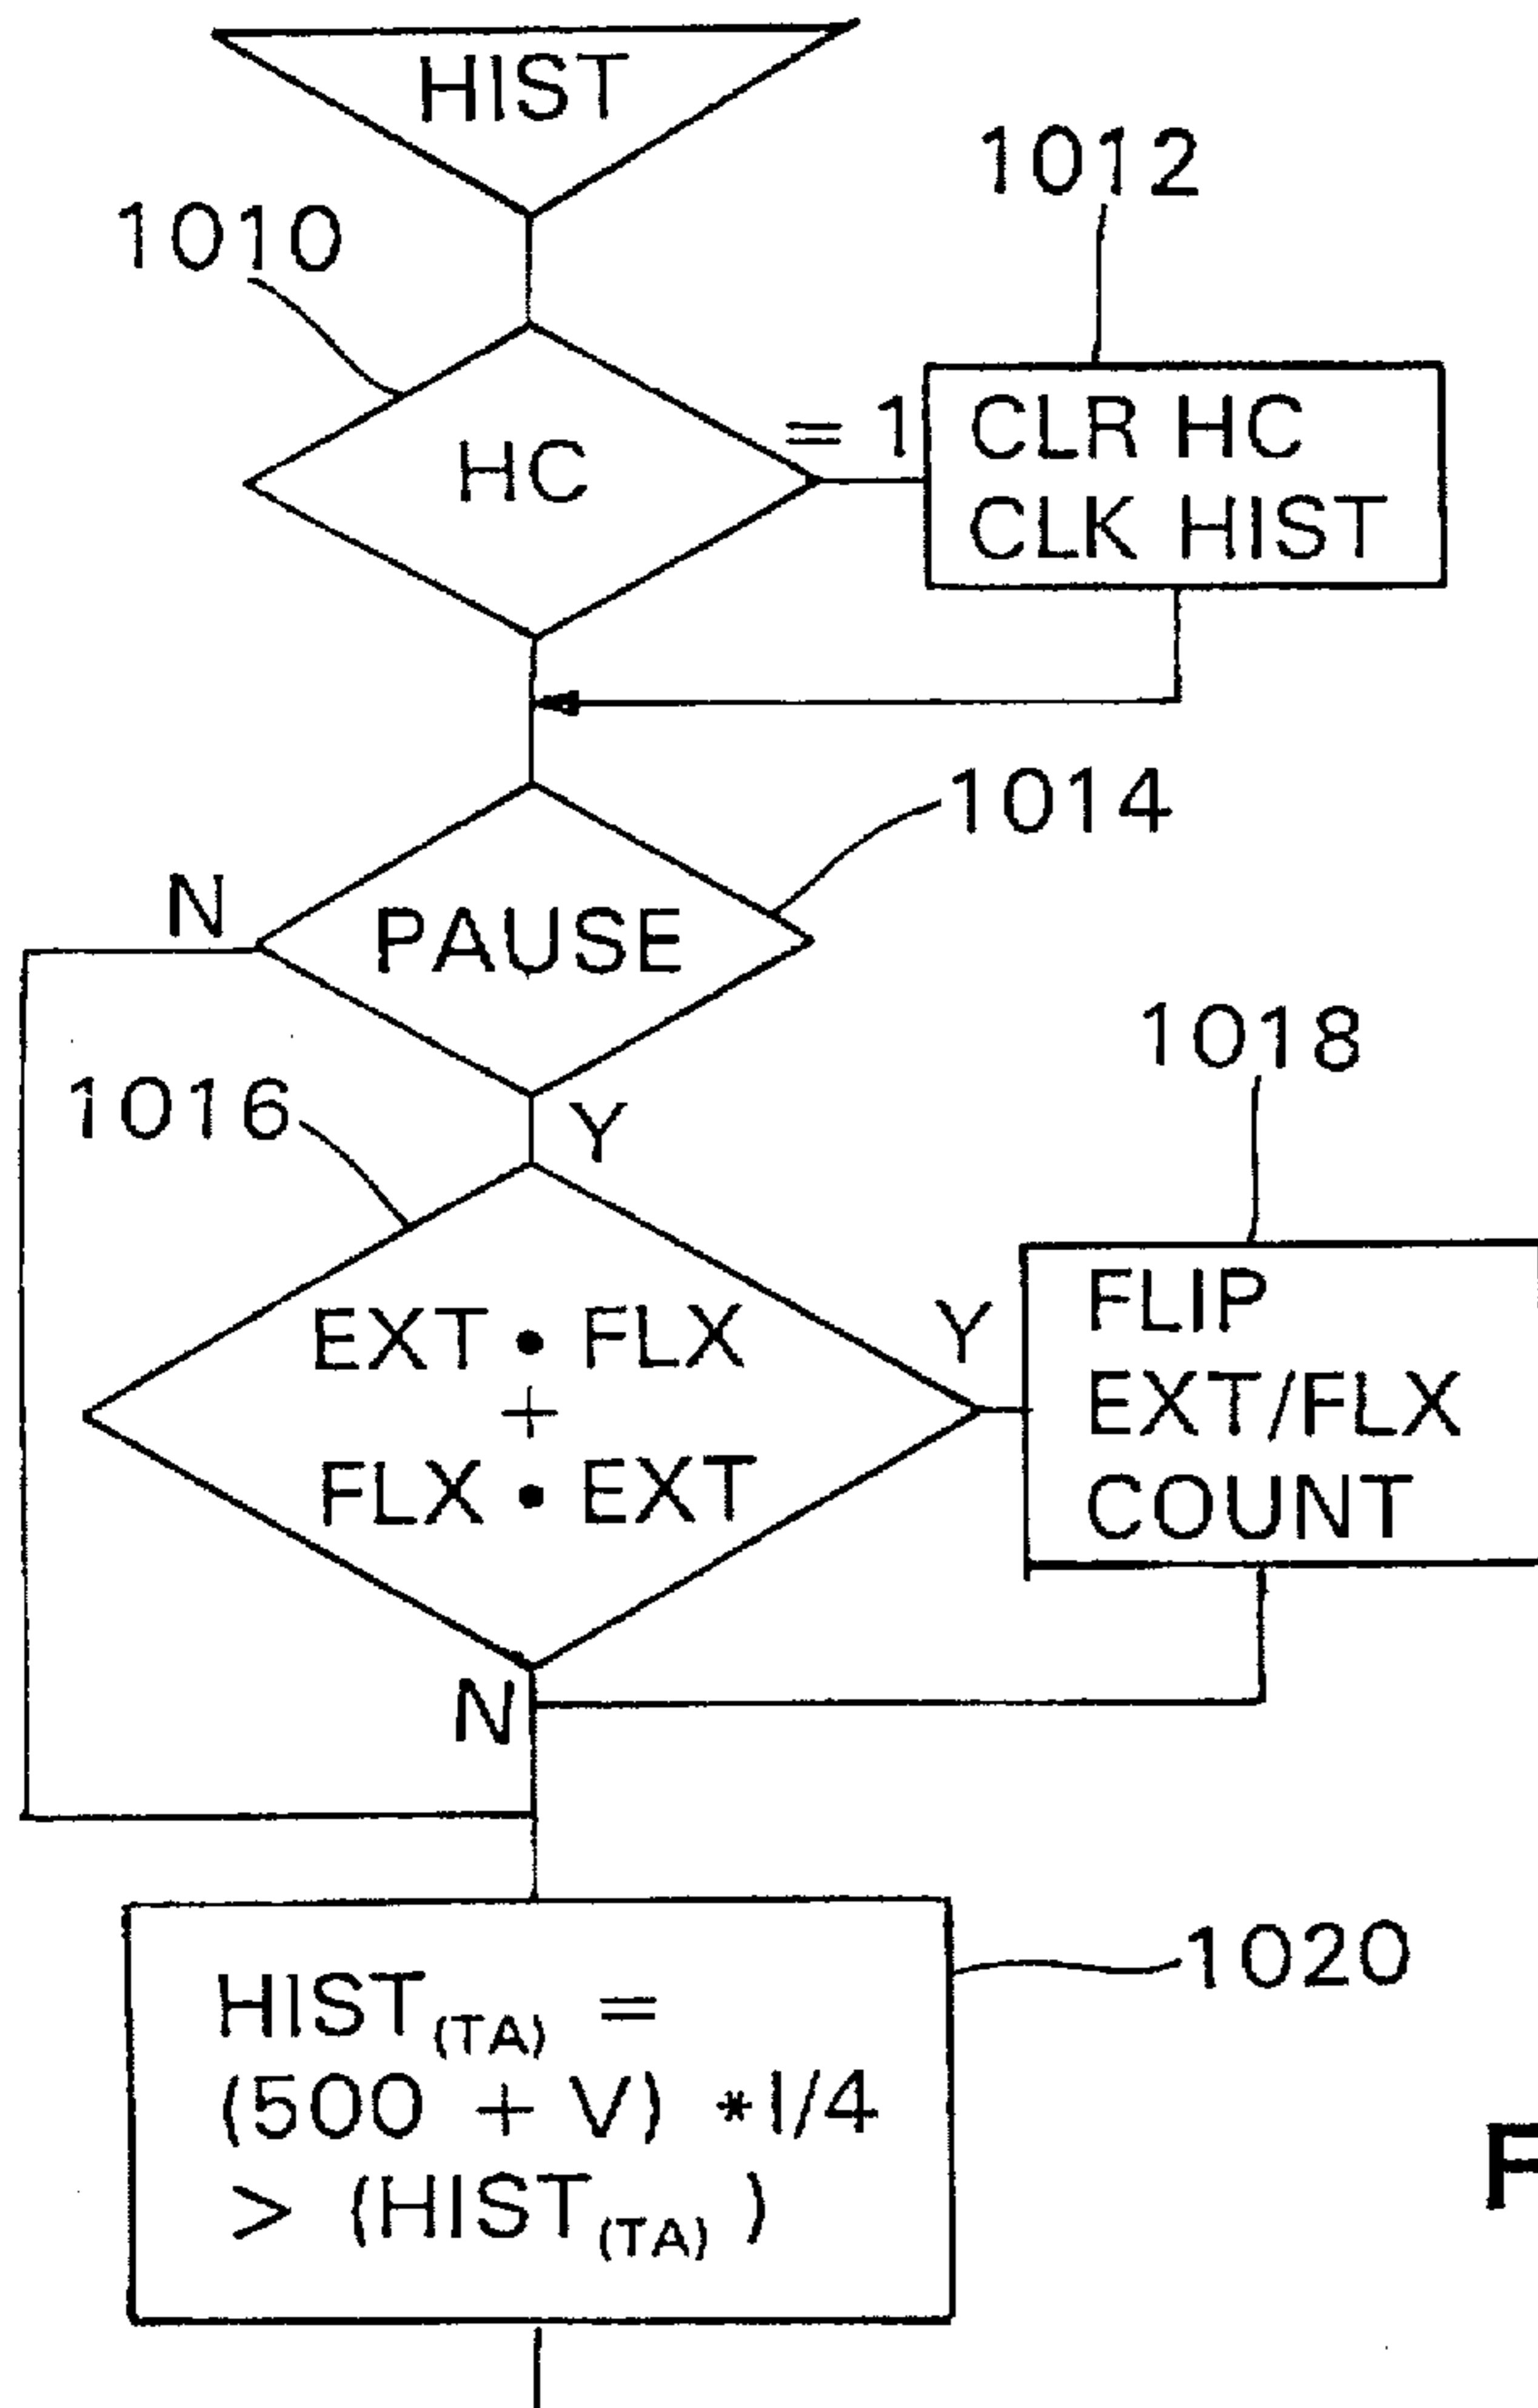 HIST
1012
1010
= 1
CLR HC
CLK HIST
HC
1014
N
PAUSE
1018
1016
Y
FLIP
EXT/FLX
COUNT
Y
EXT • FLX
+
FLX • EXT
N
HIST(TA) =
(500 + V) *1/4
> (HIST(TA) )
1020
F